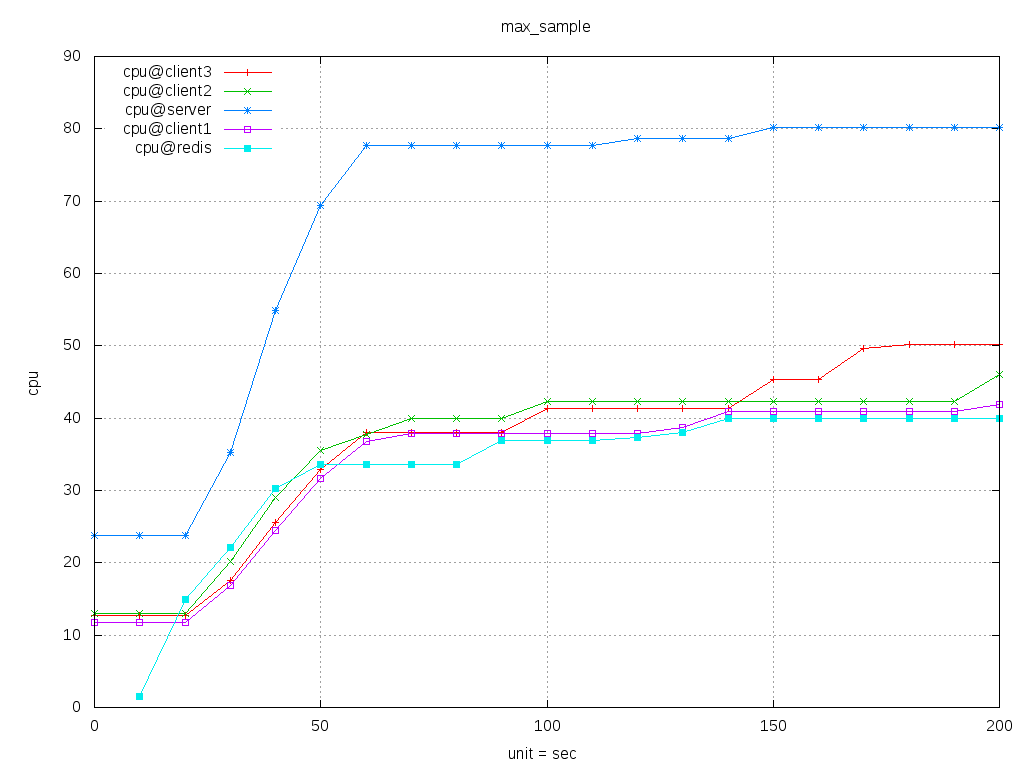 max_sample
90
80
70
60
50
40
30
20
10
0
cpu
cpu@client3
cpu@client2
cpu@server
cpu@client1
cpu@redis
0 50 100 150 200
unit = sec